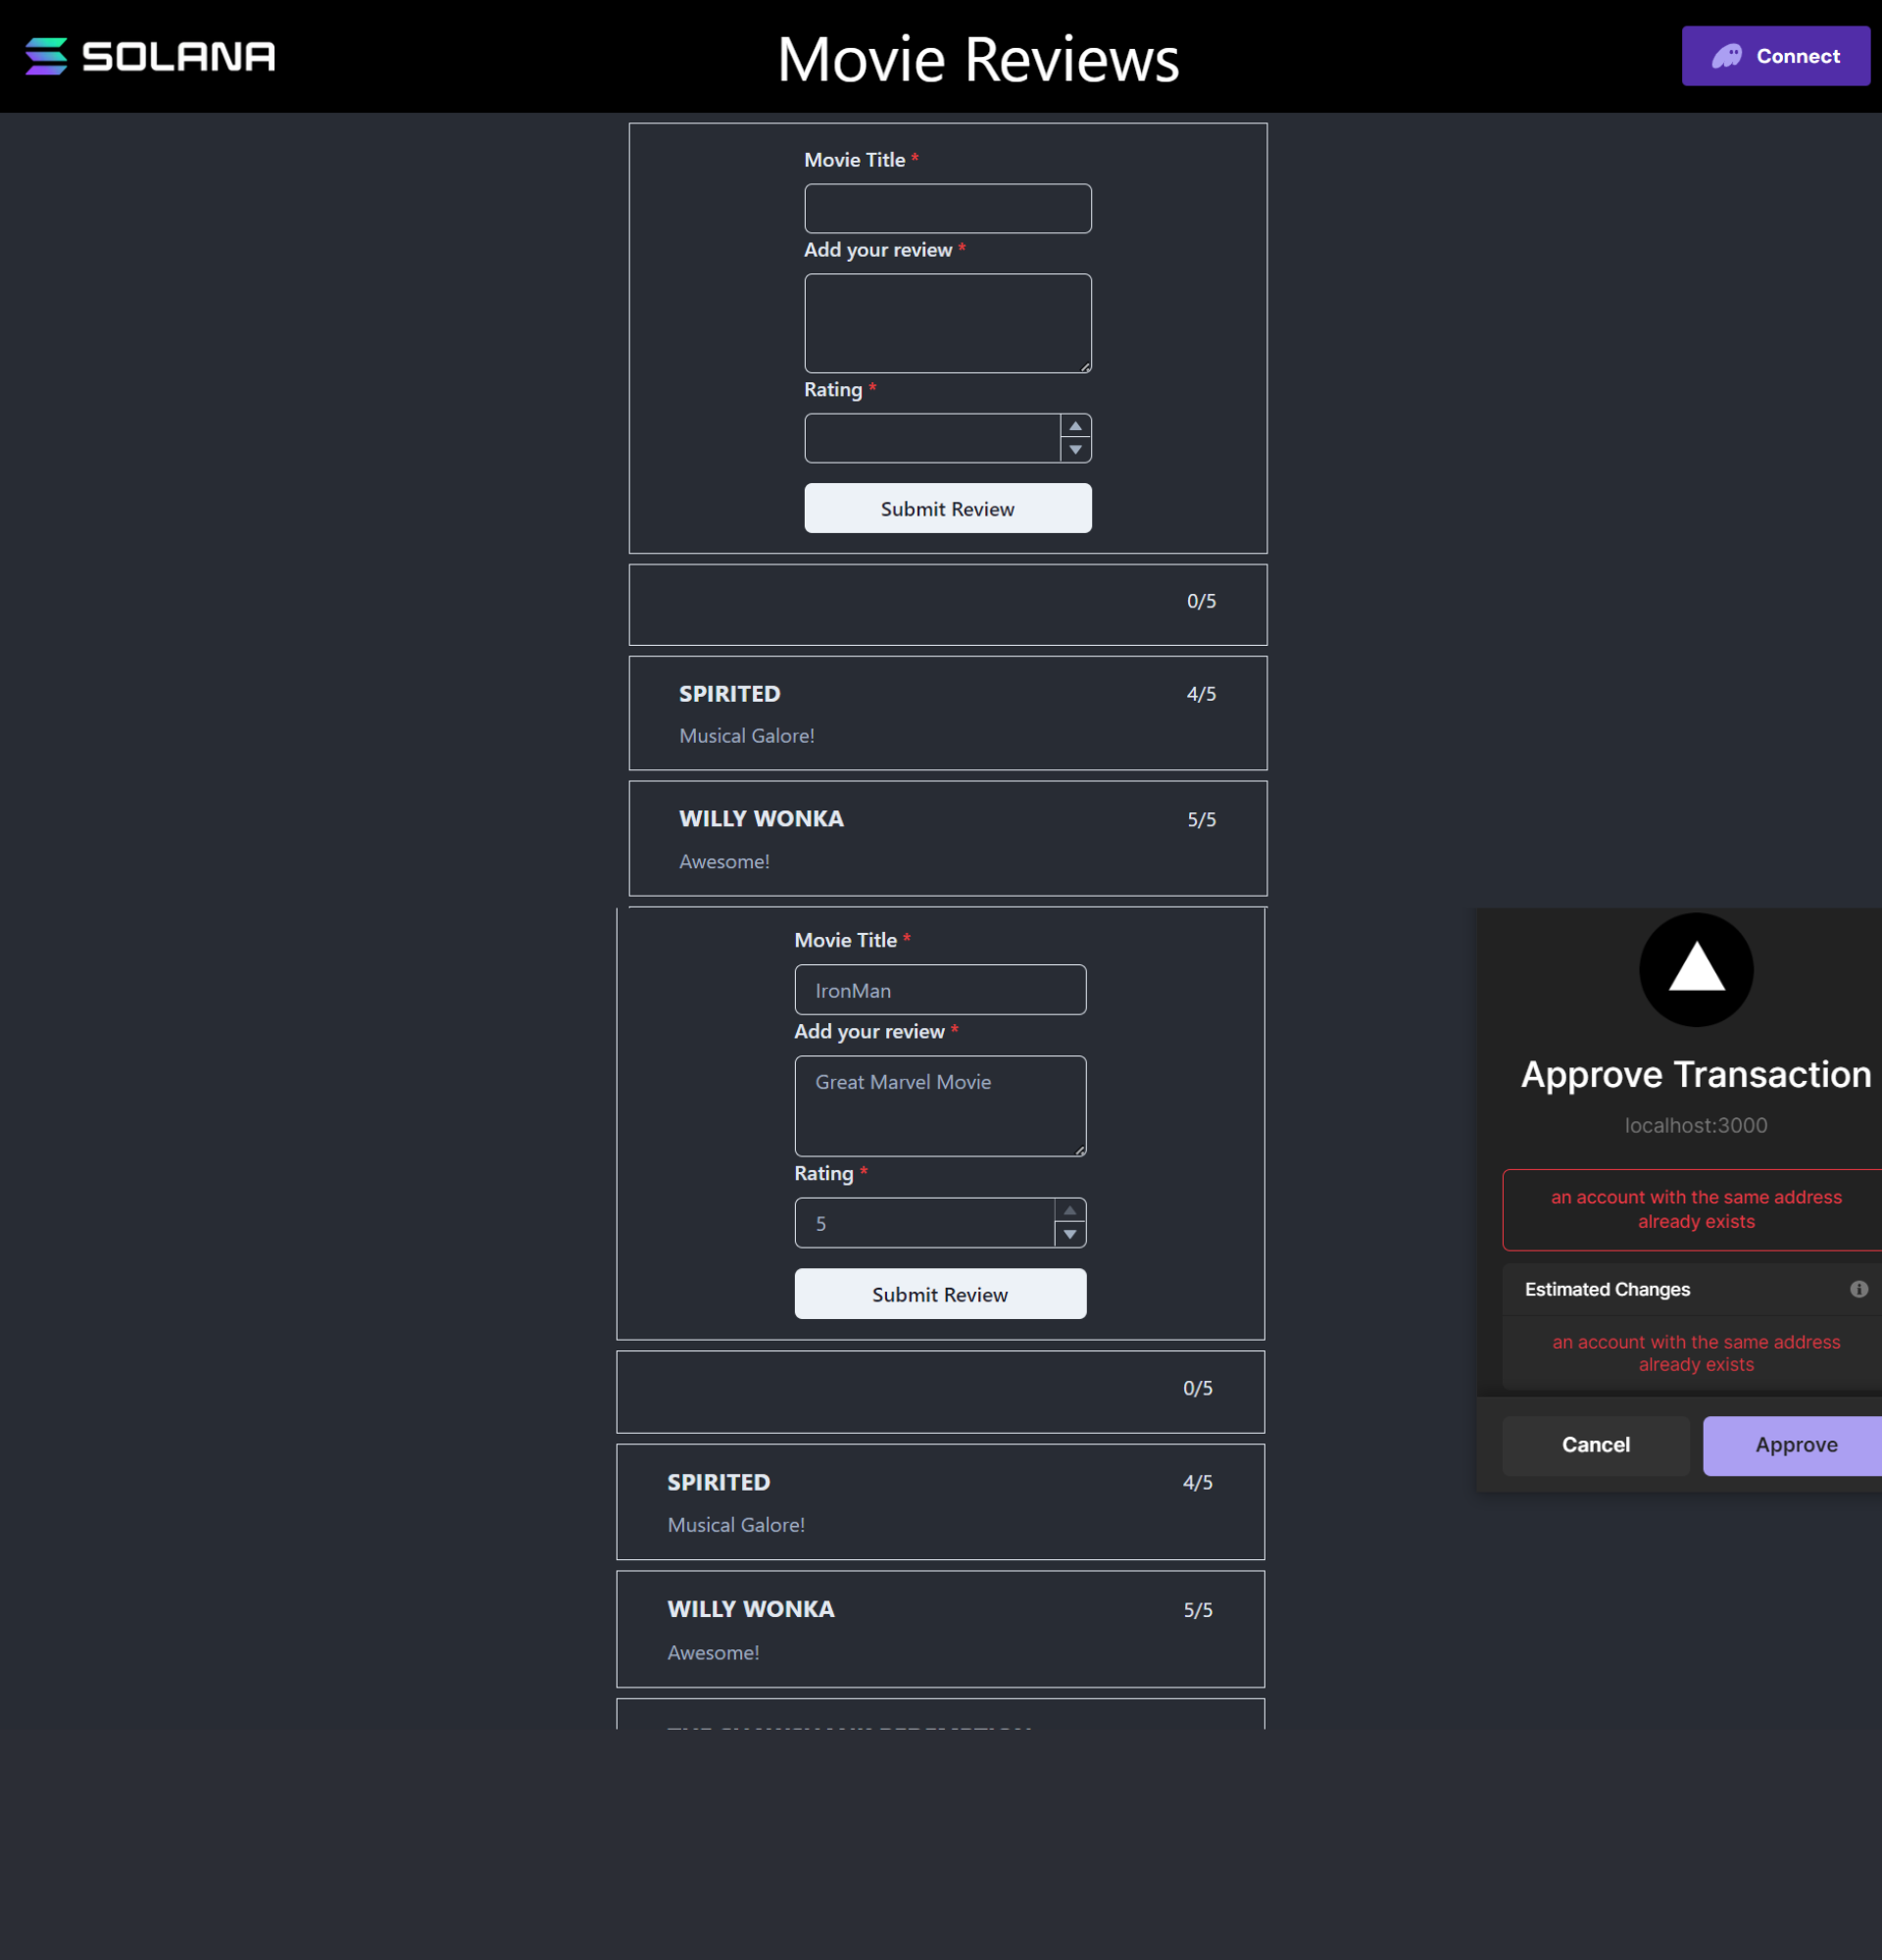 SOLANA
Movie Reviews
Connect
Movie Title *
Add your review *
Rating *
Submit Review
0/5
SPIRITED 4/5
Musical Galore!
WILLY WONKA 5/5
Awesome!
Movie Title *
IronMan
Add your review *
Great Marvel Movie
Rating *
5
Submit Review
0/5
SPIRITED 4/5
Musical Galore!
WILLY WONKA 5/5
Awesome!
Approve Transaction
localhost:3000
an account with the same address
already exists
Estimated Changes
an account with the same address
already exists
Cancel Approve